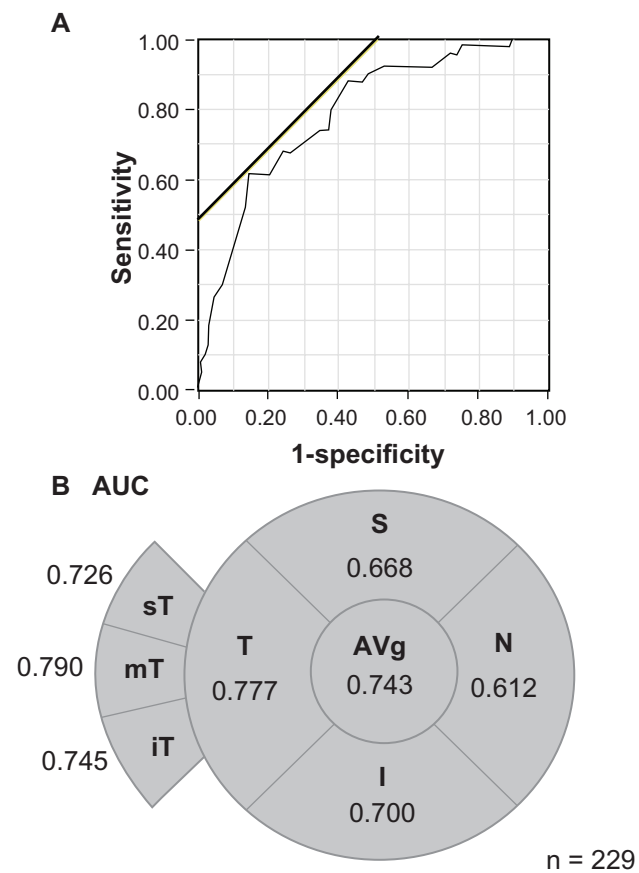 A
1.00
0.80
0.60
0.40
0.20
0.00
Sensitivity
0.00 0.20 0.40 0.60 0.80 1.00
1-specificity
B AUC
S
0.668
0.726
sT
T
0.777
AVg
0.743
N
0.612
0.790
mT
iT
0.745
I
0.700
n = 229